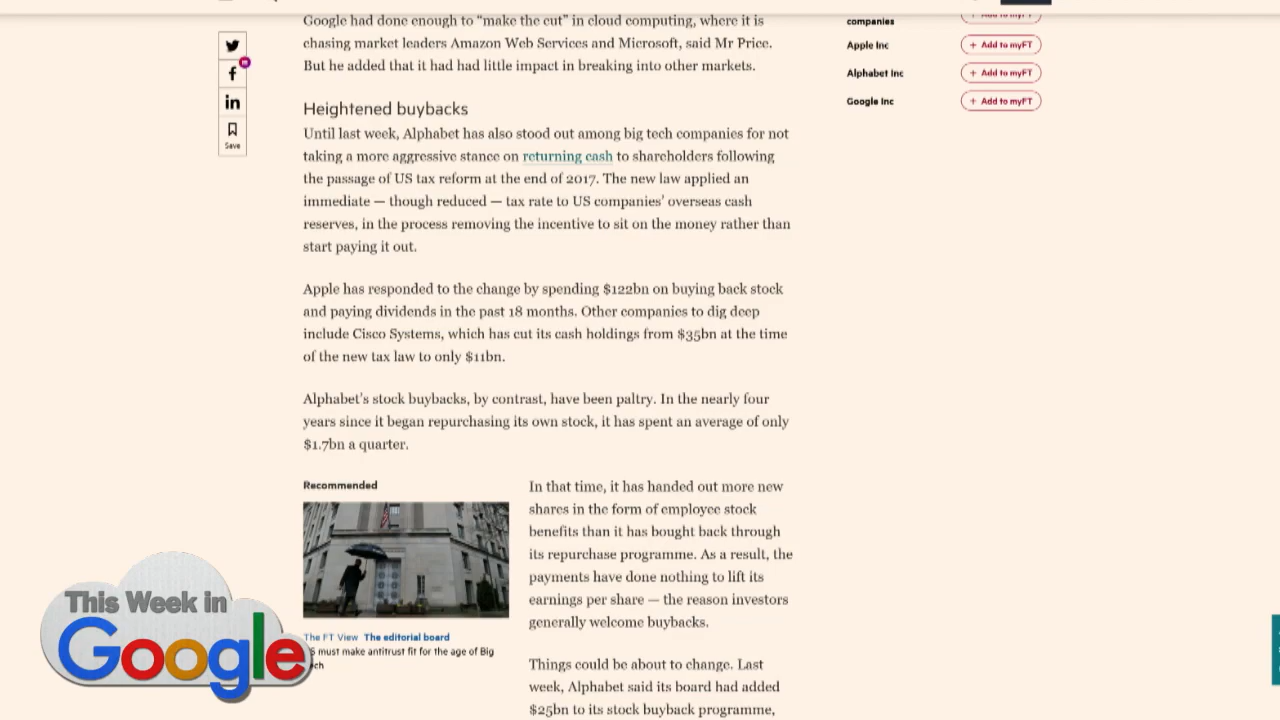 Google had done enough to “make the cut” in cloud computing, where it is
chasing market leaders Amazon Web Services and Microsoft, said Mr Price.
But he added that it had had little impact in breaking into other markets.
Heightened buybacks
Until last week, Alphabet has also stood out among big tech companies for not
taking a more aggressive stance on returning cash to shareholders following
the passage of US tax reform at the end of 2017. The new law applied an
immediate — though reduced — tax rate to US companies’ overseas cash
reserves, in the process removing the incentive to sit on the money rather than
start paying it out.
Apple has responded to the change by spending $122bn on buying back stock
and paying dividends in the past 18 months. Other companies to dig deep
include Cisco Systems, which has cut its cash holdings from $35bn at the time
of the new tax law to only $11bn.
Alphabet’s stock buybacks, by contrast, have been paltry. In the nearly four
years since it began repurchasing its own stock, it has spent an average of only
$1.7bn a quarter.
Recommended
The FT View The editorial board
must make antitrust fit for the age of Big
In that time, it has handed out more new
shares in the form of employee stock
benefits than it has bought back through
its repurchase programme. As a result, the
payments have done nothing to lift its
earnings per share — the reason investors
generally welcome buybacks.
Things could be about to change. Last
week, Alphabet said its board had added
$25bn to its stock buyback programme,
companies
+ Add to myFT
Apple Inc
+ Add to myFT
Alphabet Inc
+ Add to myFT
Google Inc
+ Add to myFT
f
in
Save
This Week in
Google